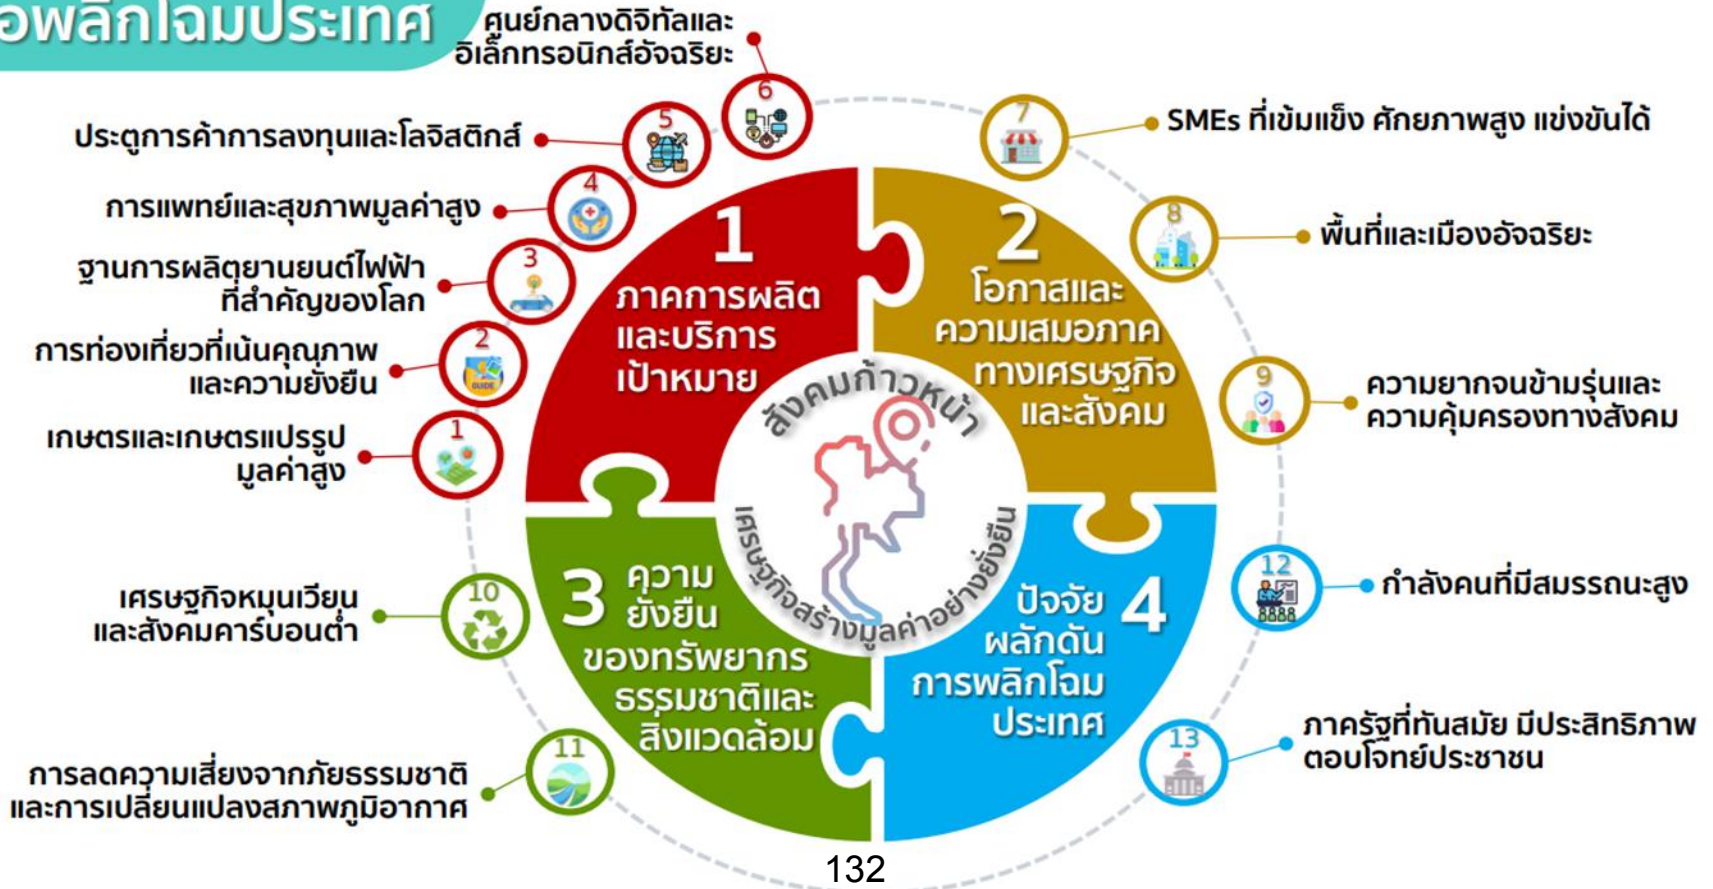 อพลิกโฉมประเทศ
ศูนย์กลางดิจิทัลและ
อิเล็กทรอนิกส์อัจฉริยะ
6
ประตูการค้าการลงทุนและโลจิสติกส์
5
การแพทย์และสุขภาพมูลค่าสูง
4
ฐานการผลิตยานยนต์ไฟฟ้า
ที่สำคัญของโลก
3
การท่องเที่ยวที่เน้นคุณภาพ
และความยั่งยืน
2
GUIDE
เกษตรและเกษตรแปรรูป
มูลค่าสูง
1
7
SMEs ที่เข้มแข็ง ศักยภาพสูง แข่งขันได้
8
พื้นที่และเมืองอัจฉริยะ
9
ความยากจนข้ามรุ่นและ
ความคุ้มครองทางสังคม
1
ภาคการผลิต
และบริการ
เป้าหมาย
2
โอกาสและ
ความเสมอภาค
ทางเศรษฐกิจ
และสังคม
สังคมก้าวหน้า
เศรษฐกิจสร้างมูลค่าอย่างยั่งยืน
3
ความ
ยั่งยืน
ของทรัพยากร
ธรรมชาติและ
สิ่งแวดล้อม
4
ปัจจัย
ผลักดัน
การพลิกโฉม
ประเทศ
10
เศรษฐกิจหมุนเวียน
และสังคมคาร์บอนต่ำ
11
การลดความเสี่ยงจากภัยธรรมชาติ
และการเปลี่ยนแปลงสภาพภูมิอากาศ
12
กำลังคนที่มีสมรรถนะสูง
13
ภาครัฐที่ทันสมัย มีประสิทธิภาพ
ตอบโจทย์ประชาชน
132